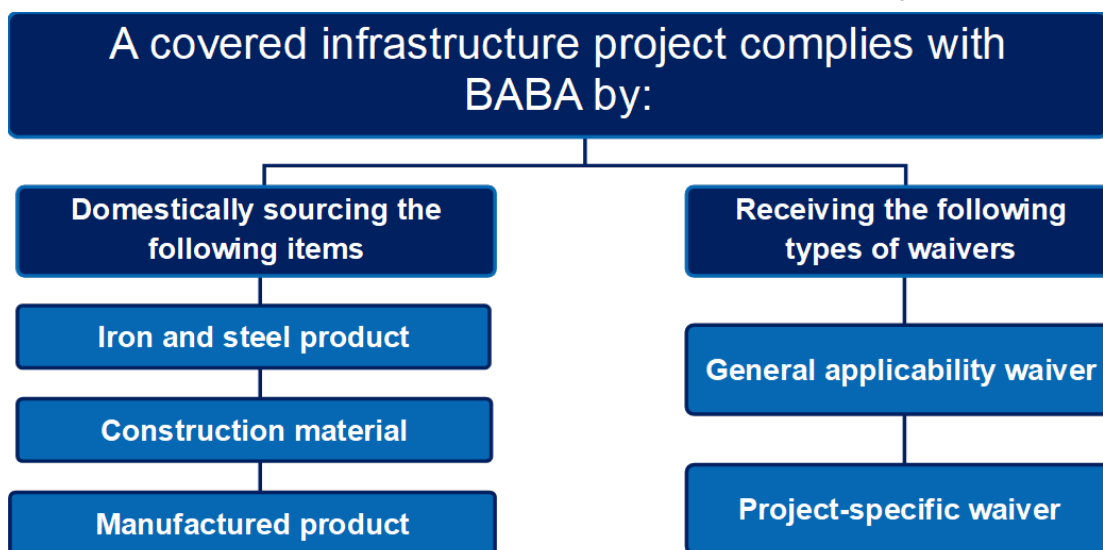 A covered infrastructure project complies with
BABA by:
Domestically sourcing the
following items
Iron and steel product
Construction material
Manufactured product
Receiving the following
types of waivers
General applicability waiver
Project-specific waiver